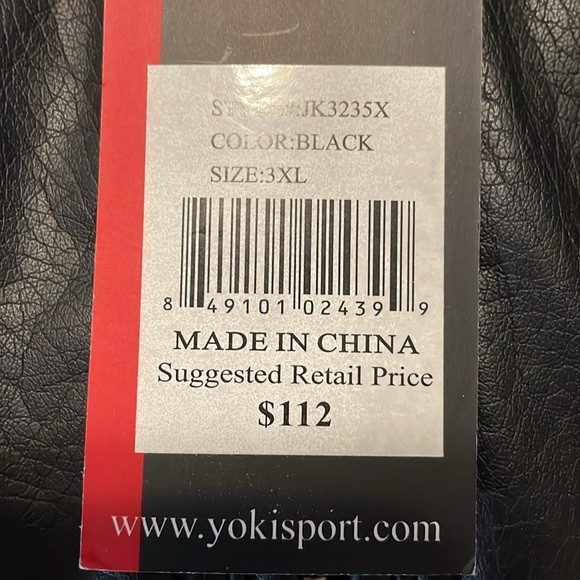 STYLE#:JK3235X
COLOR:BLACK
SIZE:3XL
8 49101 02439 9
MADE IN CHINA
Suggested Retail Price
$112
www.yokisport.com